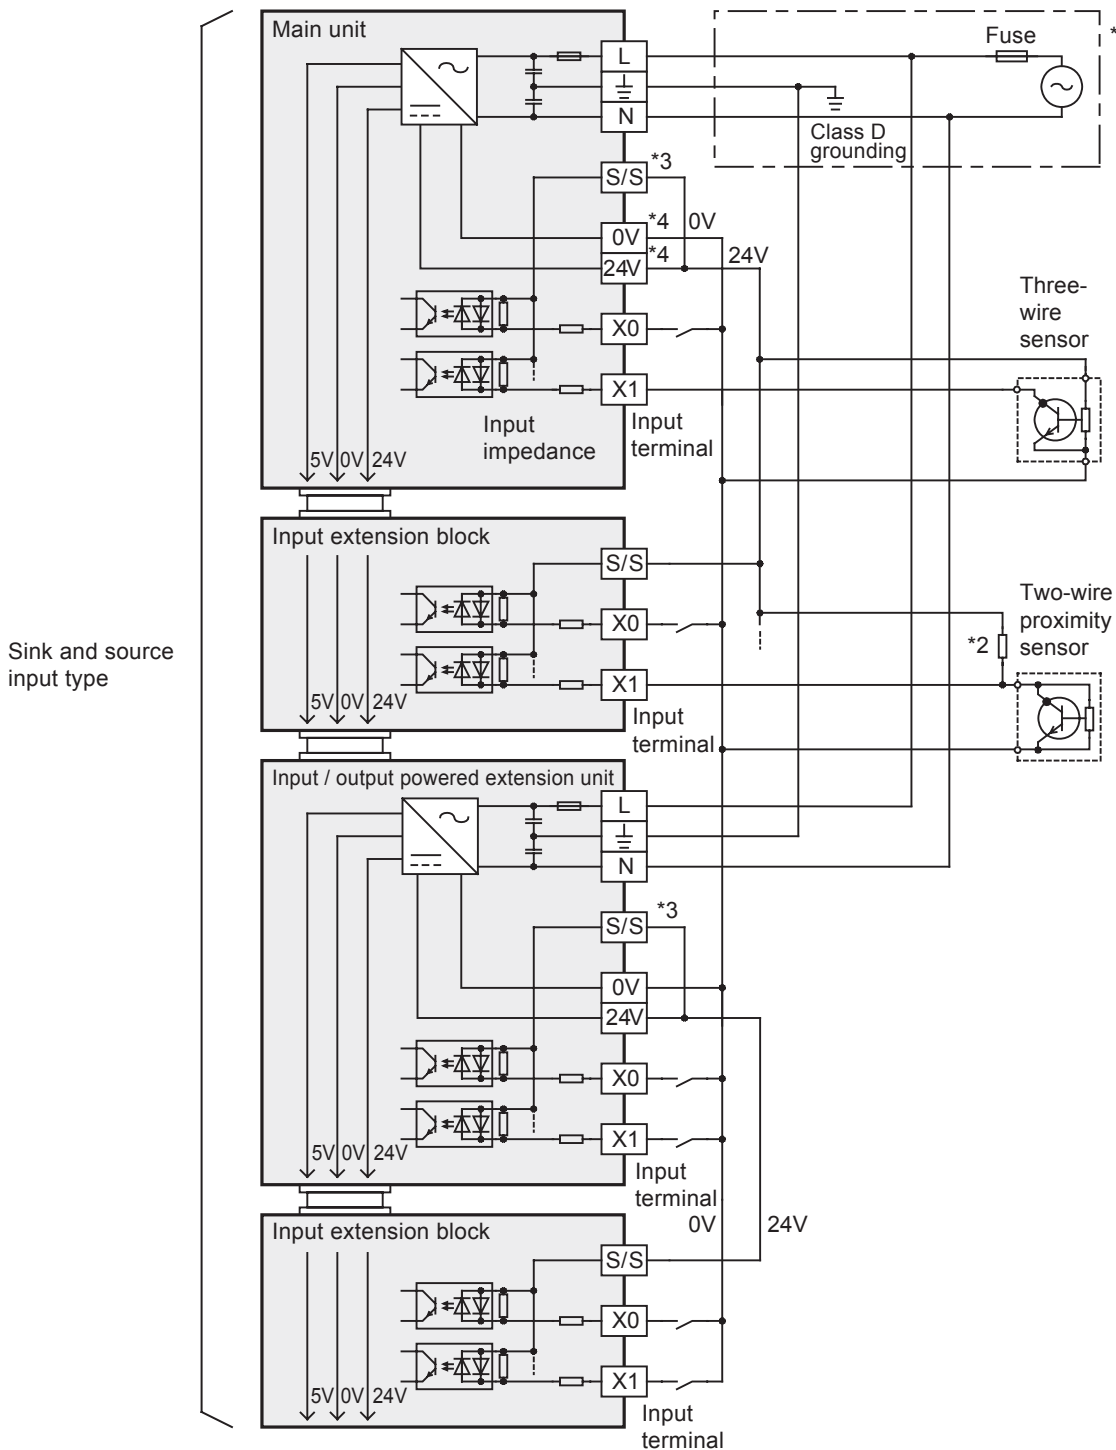 Main unit
L
N
Fuse
*
Class D
grounding
S/S
*3
0V
*4
0V
24V
*4
24V
X0
X1
Input
impedance
Input
terminal
Three-
wire
sensor
5V 0V 24V
Input extension block
S/S
X0
X1
Input
terminal
*2
Two-wire
proximity
sensor
5V 0V 24V
Sink and source
input type
Input / output powered extension unit
L
N
S/S
*3
0V
24V
X0
X1
Input
terminal
5V 0V 24V
0V
24V
Input extension block
S/S
X0
X1
Input
terminal
5V 0V 24V